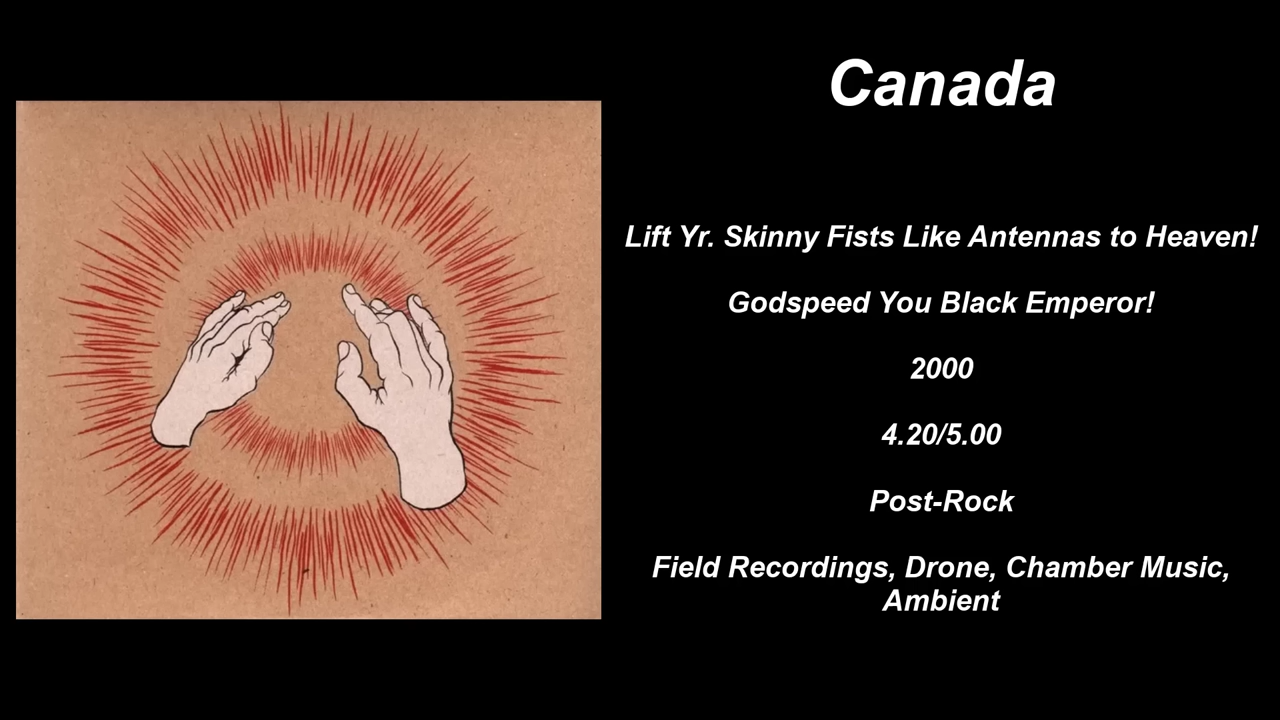 Canada
Lift Yr. Skinny Fists Like Antennas to Heaven!
Godspeed You Black Emperor!
2000
4.20/5.00
Post-Rock
Field Recordings, Drone, Chamber Music,
Ambient